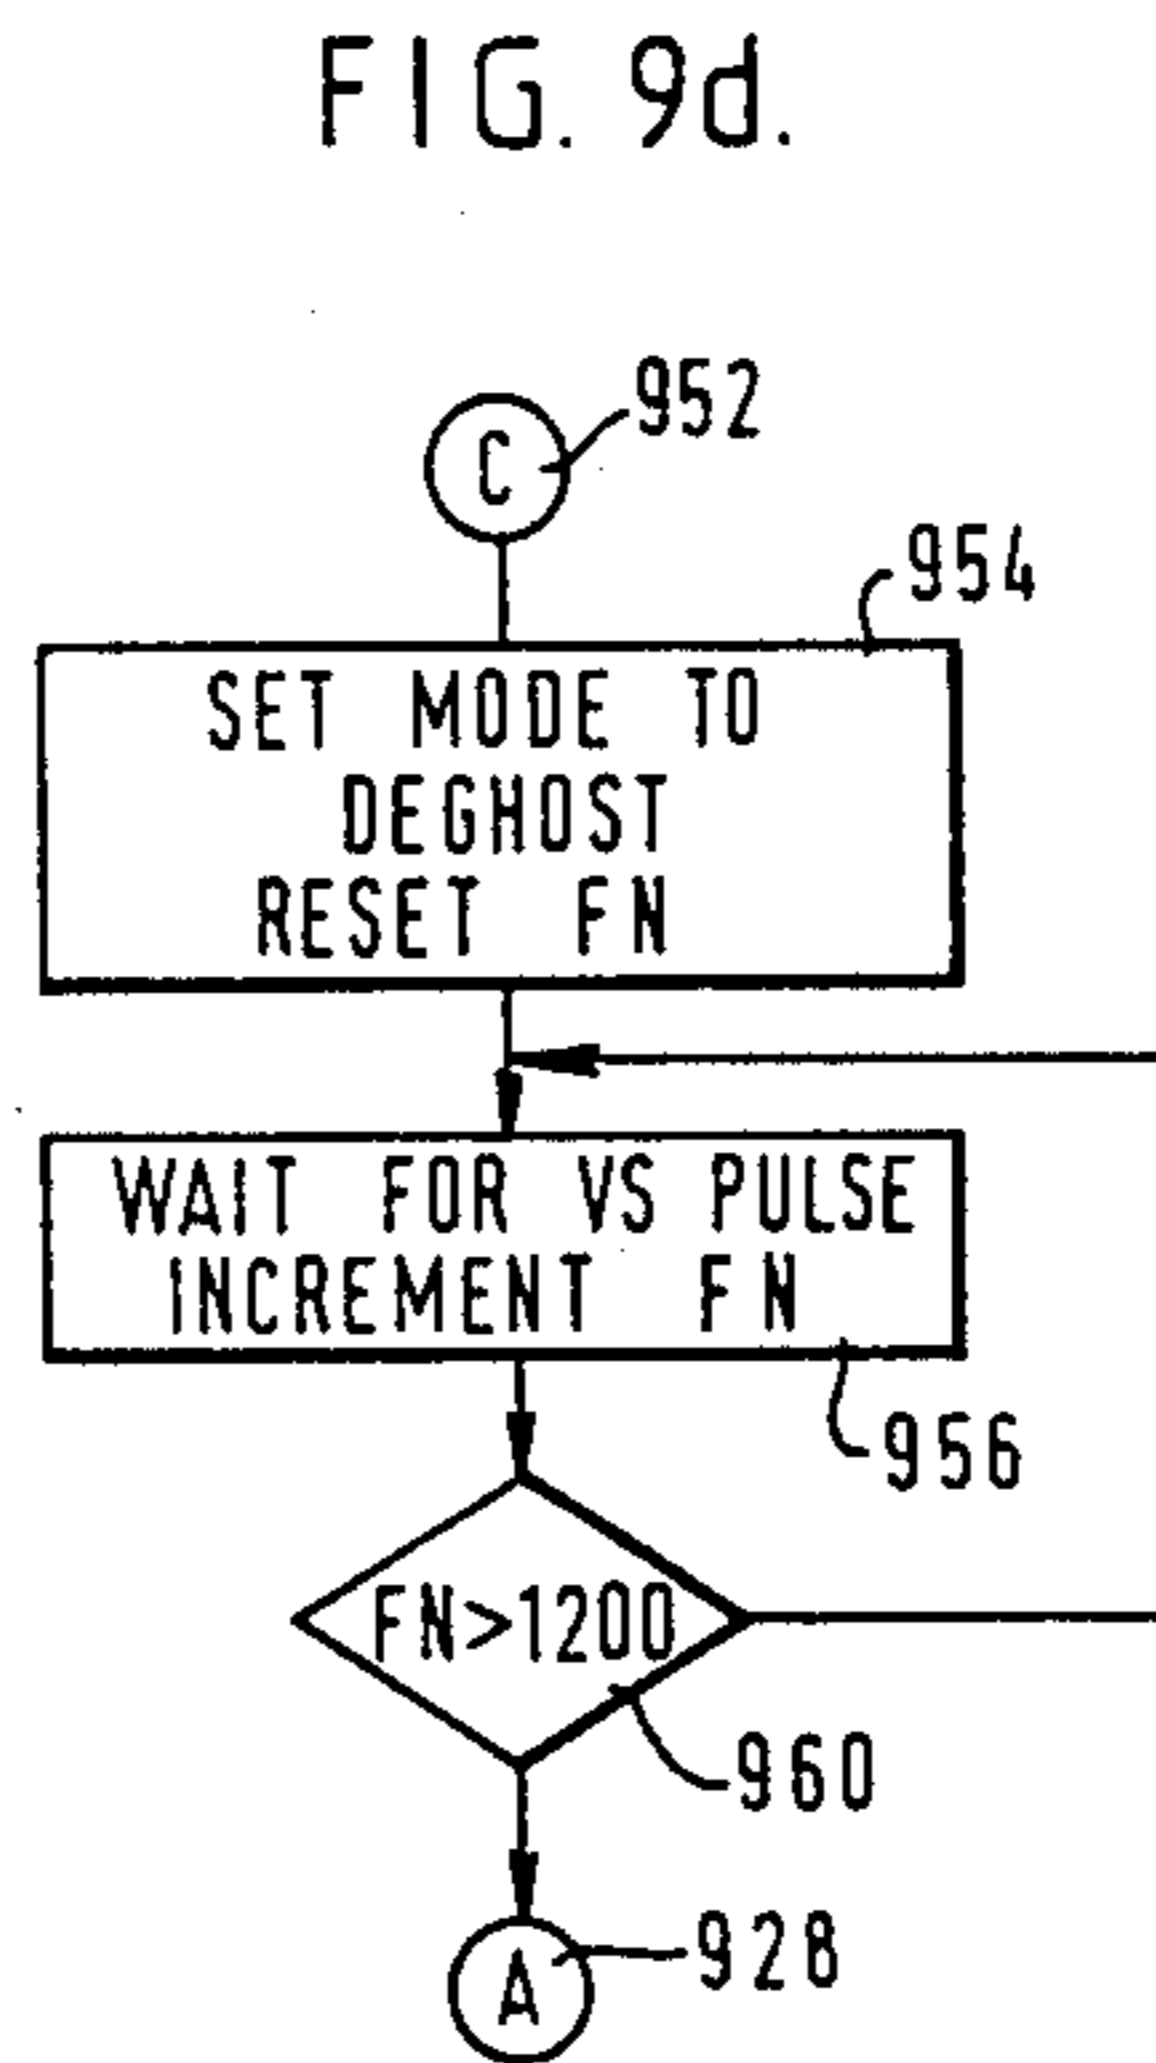 FIG. 9d.
952
C
954
SET MODE TO
DEGHOST
RESET FN
WAIT FOR VS PULSE
INCREMENT FN
956
FN>1200
960
928
A